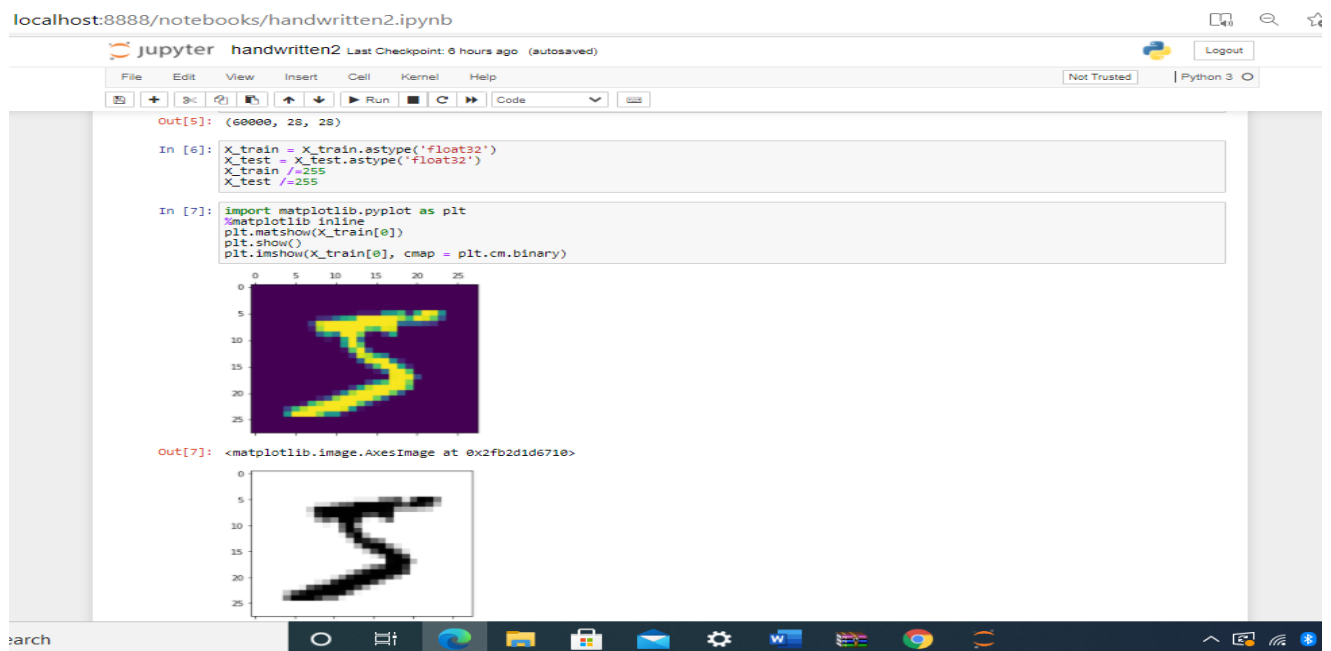 localhost:8888/notebooks/handwritten2.ipynb
jupyter handwritten2 Last Checkpoint: 6 hours ago (autosaved)
Logout
File Edit View Insert Cell Kernel Help
Not Trusted
Python 3
Run
Code
Out[5]: (60000, 28, 28)
In [6]: X_train = X_train.astype('float32')
X_test = X_test.astype('float32')
X_train /=255
X_test /=255
In [7]: import matplotlib.pyplot as plt
%matplotlib inline
plt.matshow(X_train[0])
plt.show()
plt.imshow(X_train[0], cmap = plt.cm.binary)
0 5 10 15 20 25
0
5
10
15
20
25
Out[7]: <matplotlib.image.AxesImage at 0x2fb2d1d6710>
0
5
10
15
20
25
earch